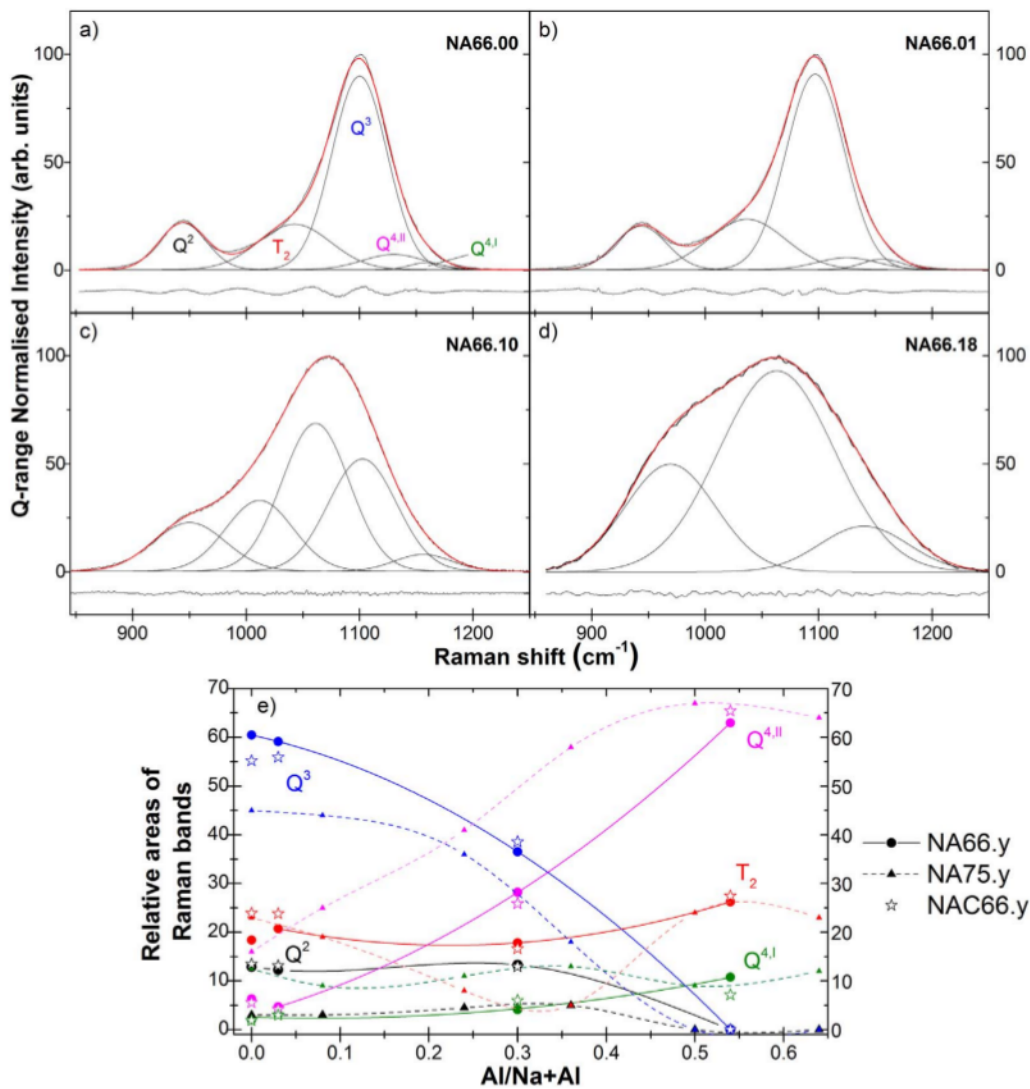 a)
NA66.00
b)
NA66.01
100
50
0
100
50
0
Q²
T₂
Q³
Q⁴,ᴵᴵ
Q⁴,ᴵ
c)
NA66.10
d)
NA66.18
100
50
0
100
50
0
900 1000 1100 1200 900 1000 1100 1200
Q-range Normalised Intensity (arb. units)
Raman shift (cm⁻¹)
e)
70
60
50
40
30
20
10
0
Relative areas of
Raman bands
Q³
Q²
Q⁴,ᴵᴵ
T₂
Q⁴,ᴵ
70
60
50
40
30
20
10
0
0.0 0.1 0.2 0.3 0.4 0.5 0.6
Al/Na+Al
NA66.y
NA75.y
NAC66.y